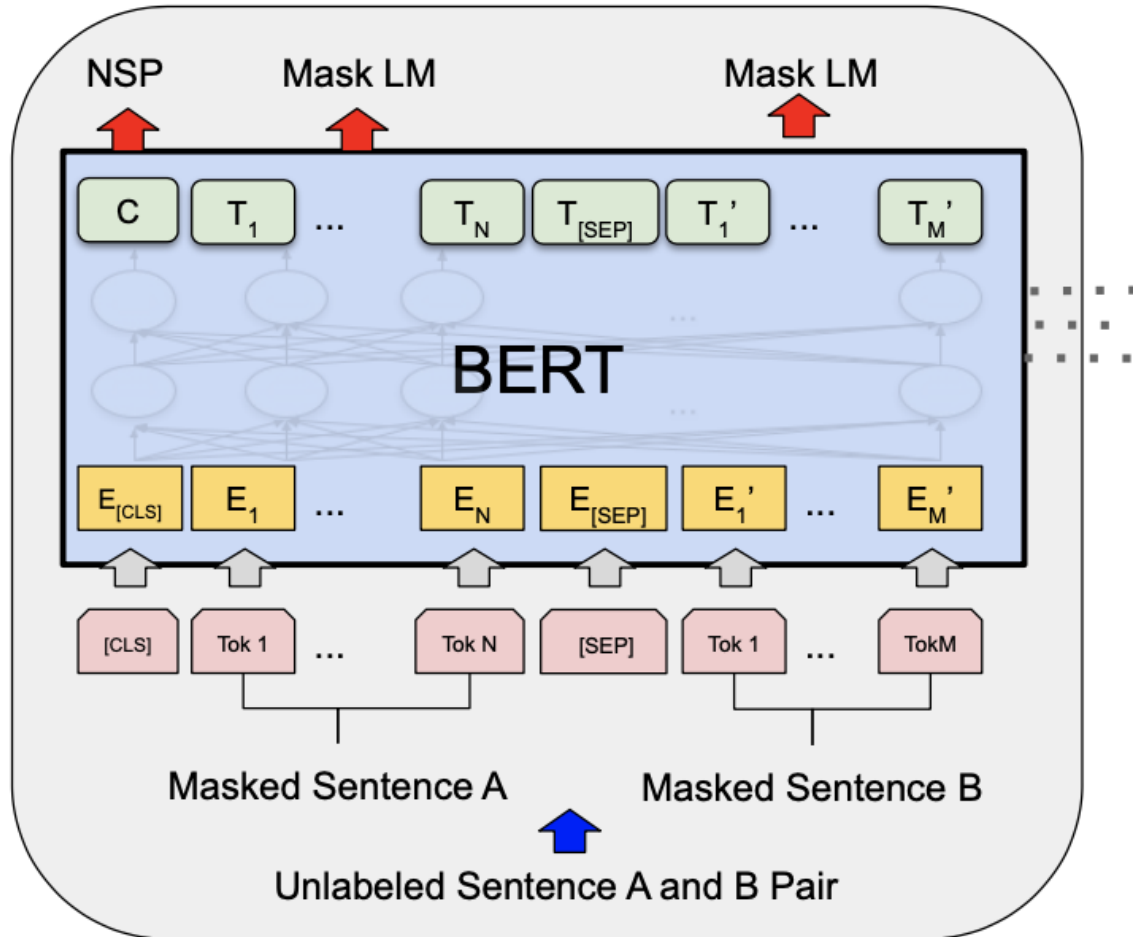 NSP Mask LM Mask LM
C T1 ... TN T[SEP] T1’ ... TM’
...
BERT
...
E[CLS] E1 ... EN E[SEP] E1’ ... EM’
[CLS] Tok 1 ... Tok N [SEP] Tok 1 ... TokM
Masked Sentence A Masked Sentence B
Unlabeled Sentence A and B Pair